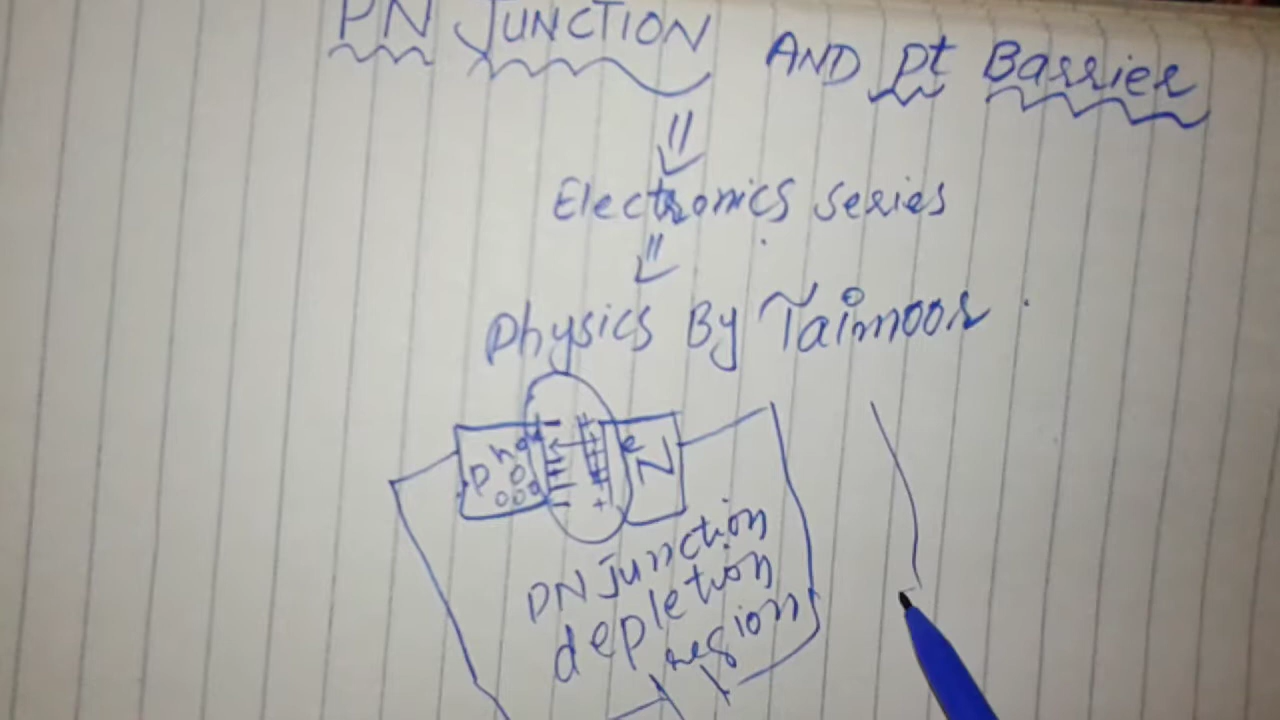 PN JUNCTION AND Pt Barrier
Electronics series
Physics By Taimoor
P
e N
PN Junction
depletion
region